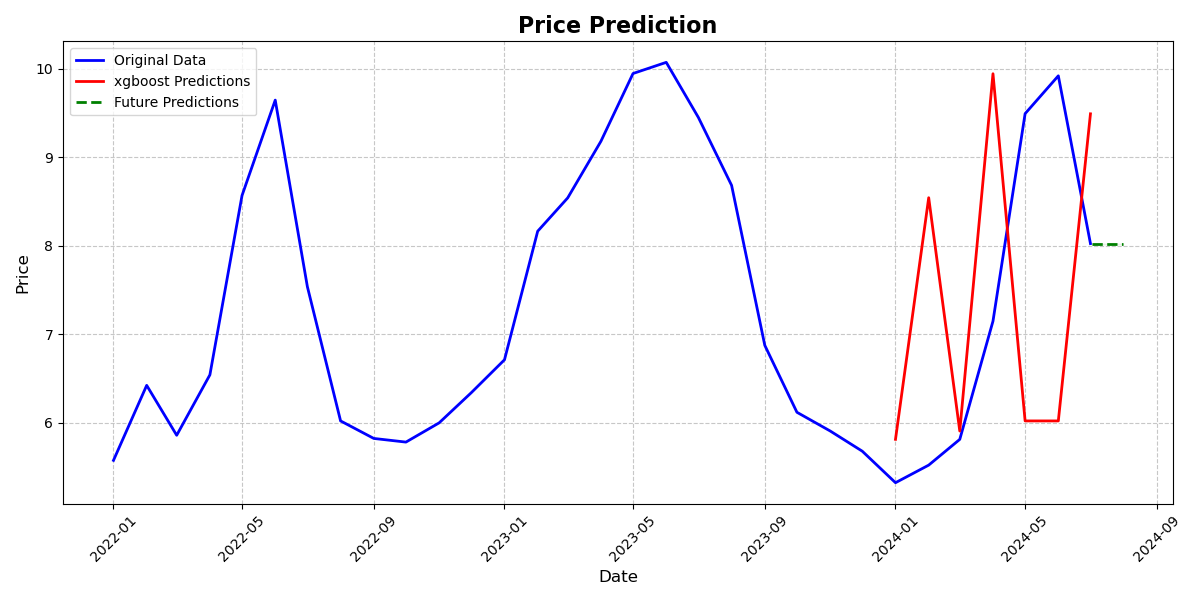 Price Prediction
Original Data
xgboost Predictions
Future Predictions
Price
10
9
8
7
6
2022-01
2022-05
2022-09
2023-01
2023-05
2023-09
2024-01
2024-05
2024-09
Date